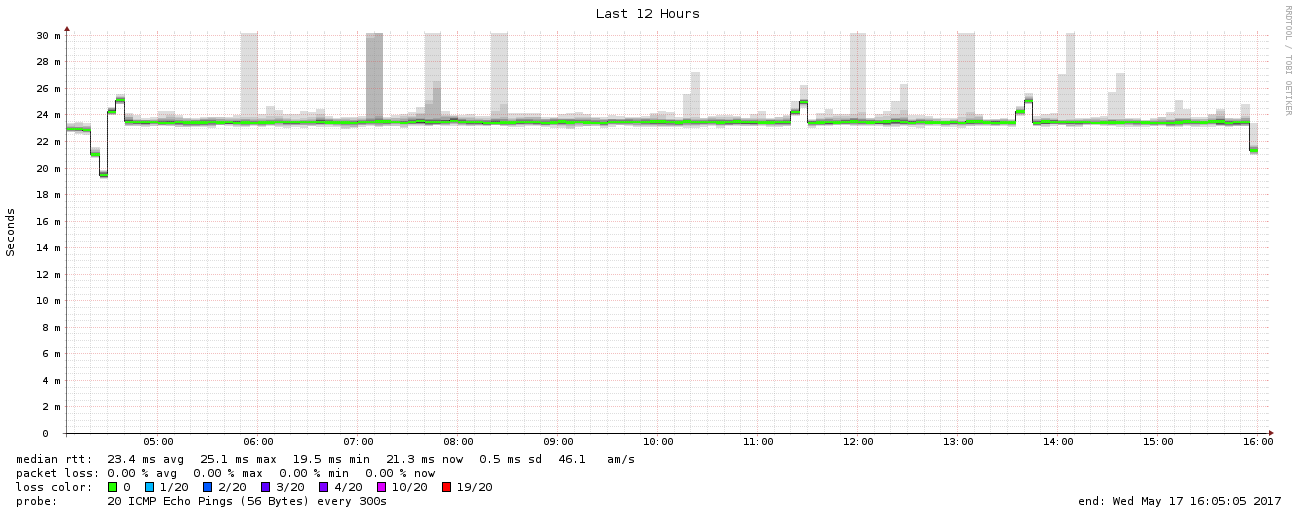 Last 12 Hours
RRDTOOL / TOBI OETIKER
Seconds
30 m
28 m
26 m
24 m
22 m
20 m
18 m
16 m
14 m
12 m
10 m
8 m
6 m
4 m
2 m
0
05:00 06:00 07:00 08:00 09:00 10:00 11:00 12:00 13:00 14:00 15:00 16:00
median rtt: 23.4 ms avg 25.1 ms max 19.5 ms min 21.3 ms now 0.5 ms sd 46.1 am/s
packet loss: 0.00 % avg 0.00 % max 0.00 % min 0.00 % now
loss color: 0 1/20 2/20 3/20 4/20 10/20 19/20
probe: 20 ICMP Echo Pings (56 Bytes) every 300s end: Wed May 17 16:05:05 2017